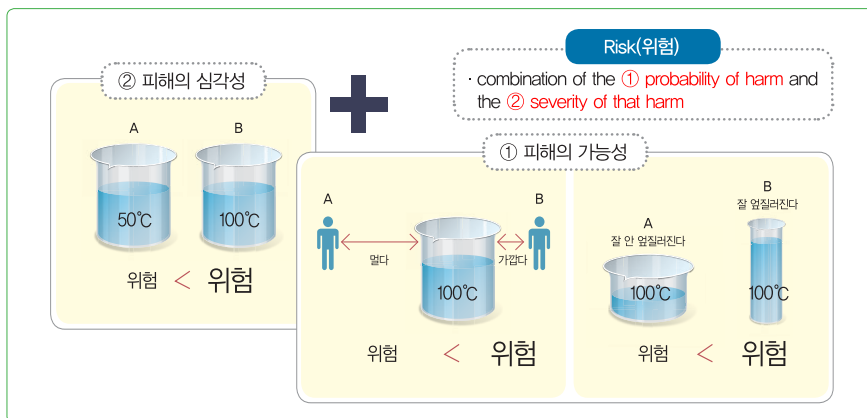 Risk(위험)
· combination of the ① probability of harm and
the ② severity of that harm
② 피해의 심각성
A
B
50℃
100℃
위험 < 위험
① 피해의 가능성
A
B
멀다
가깝다
100℃
위험 < 위험
A
잘 안 엎질러진다
B
잘 엎질러진다
100℃
100℃
위험 < 위험